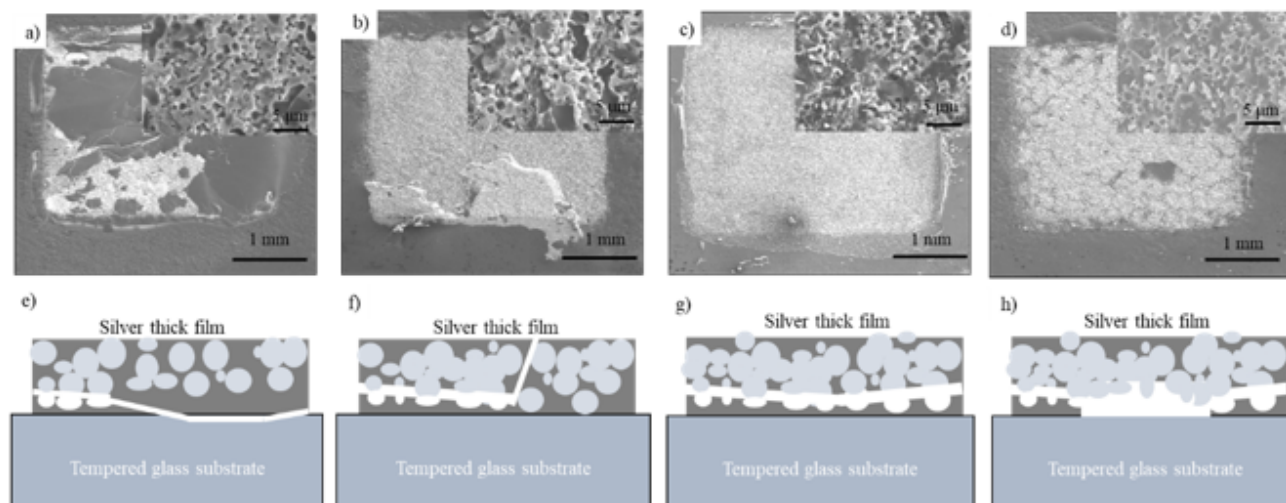 a)
5 μm
1 mm
b)
5 μm
1 mm
c)
5 μm
1 mm
d)
5 μm
1 mm
e)
Silver thick film
Tempered glass substrate
f)
Silver thick film
Tempered glass substrate
g)
Silver thick film
Tempered glass substrate
h)
Silver thick film
Tempered glass substrate